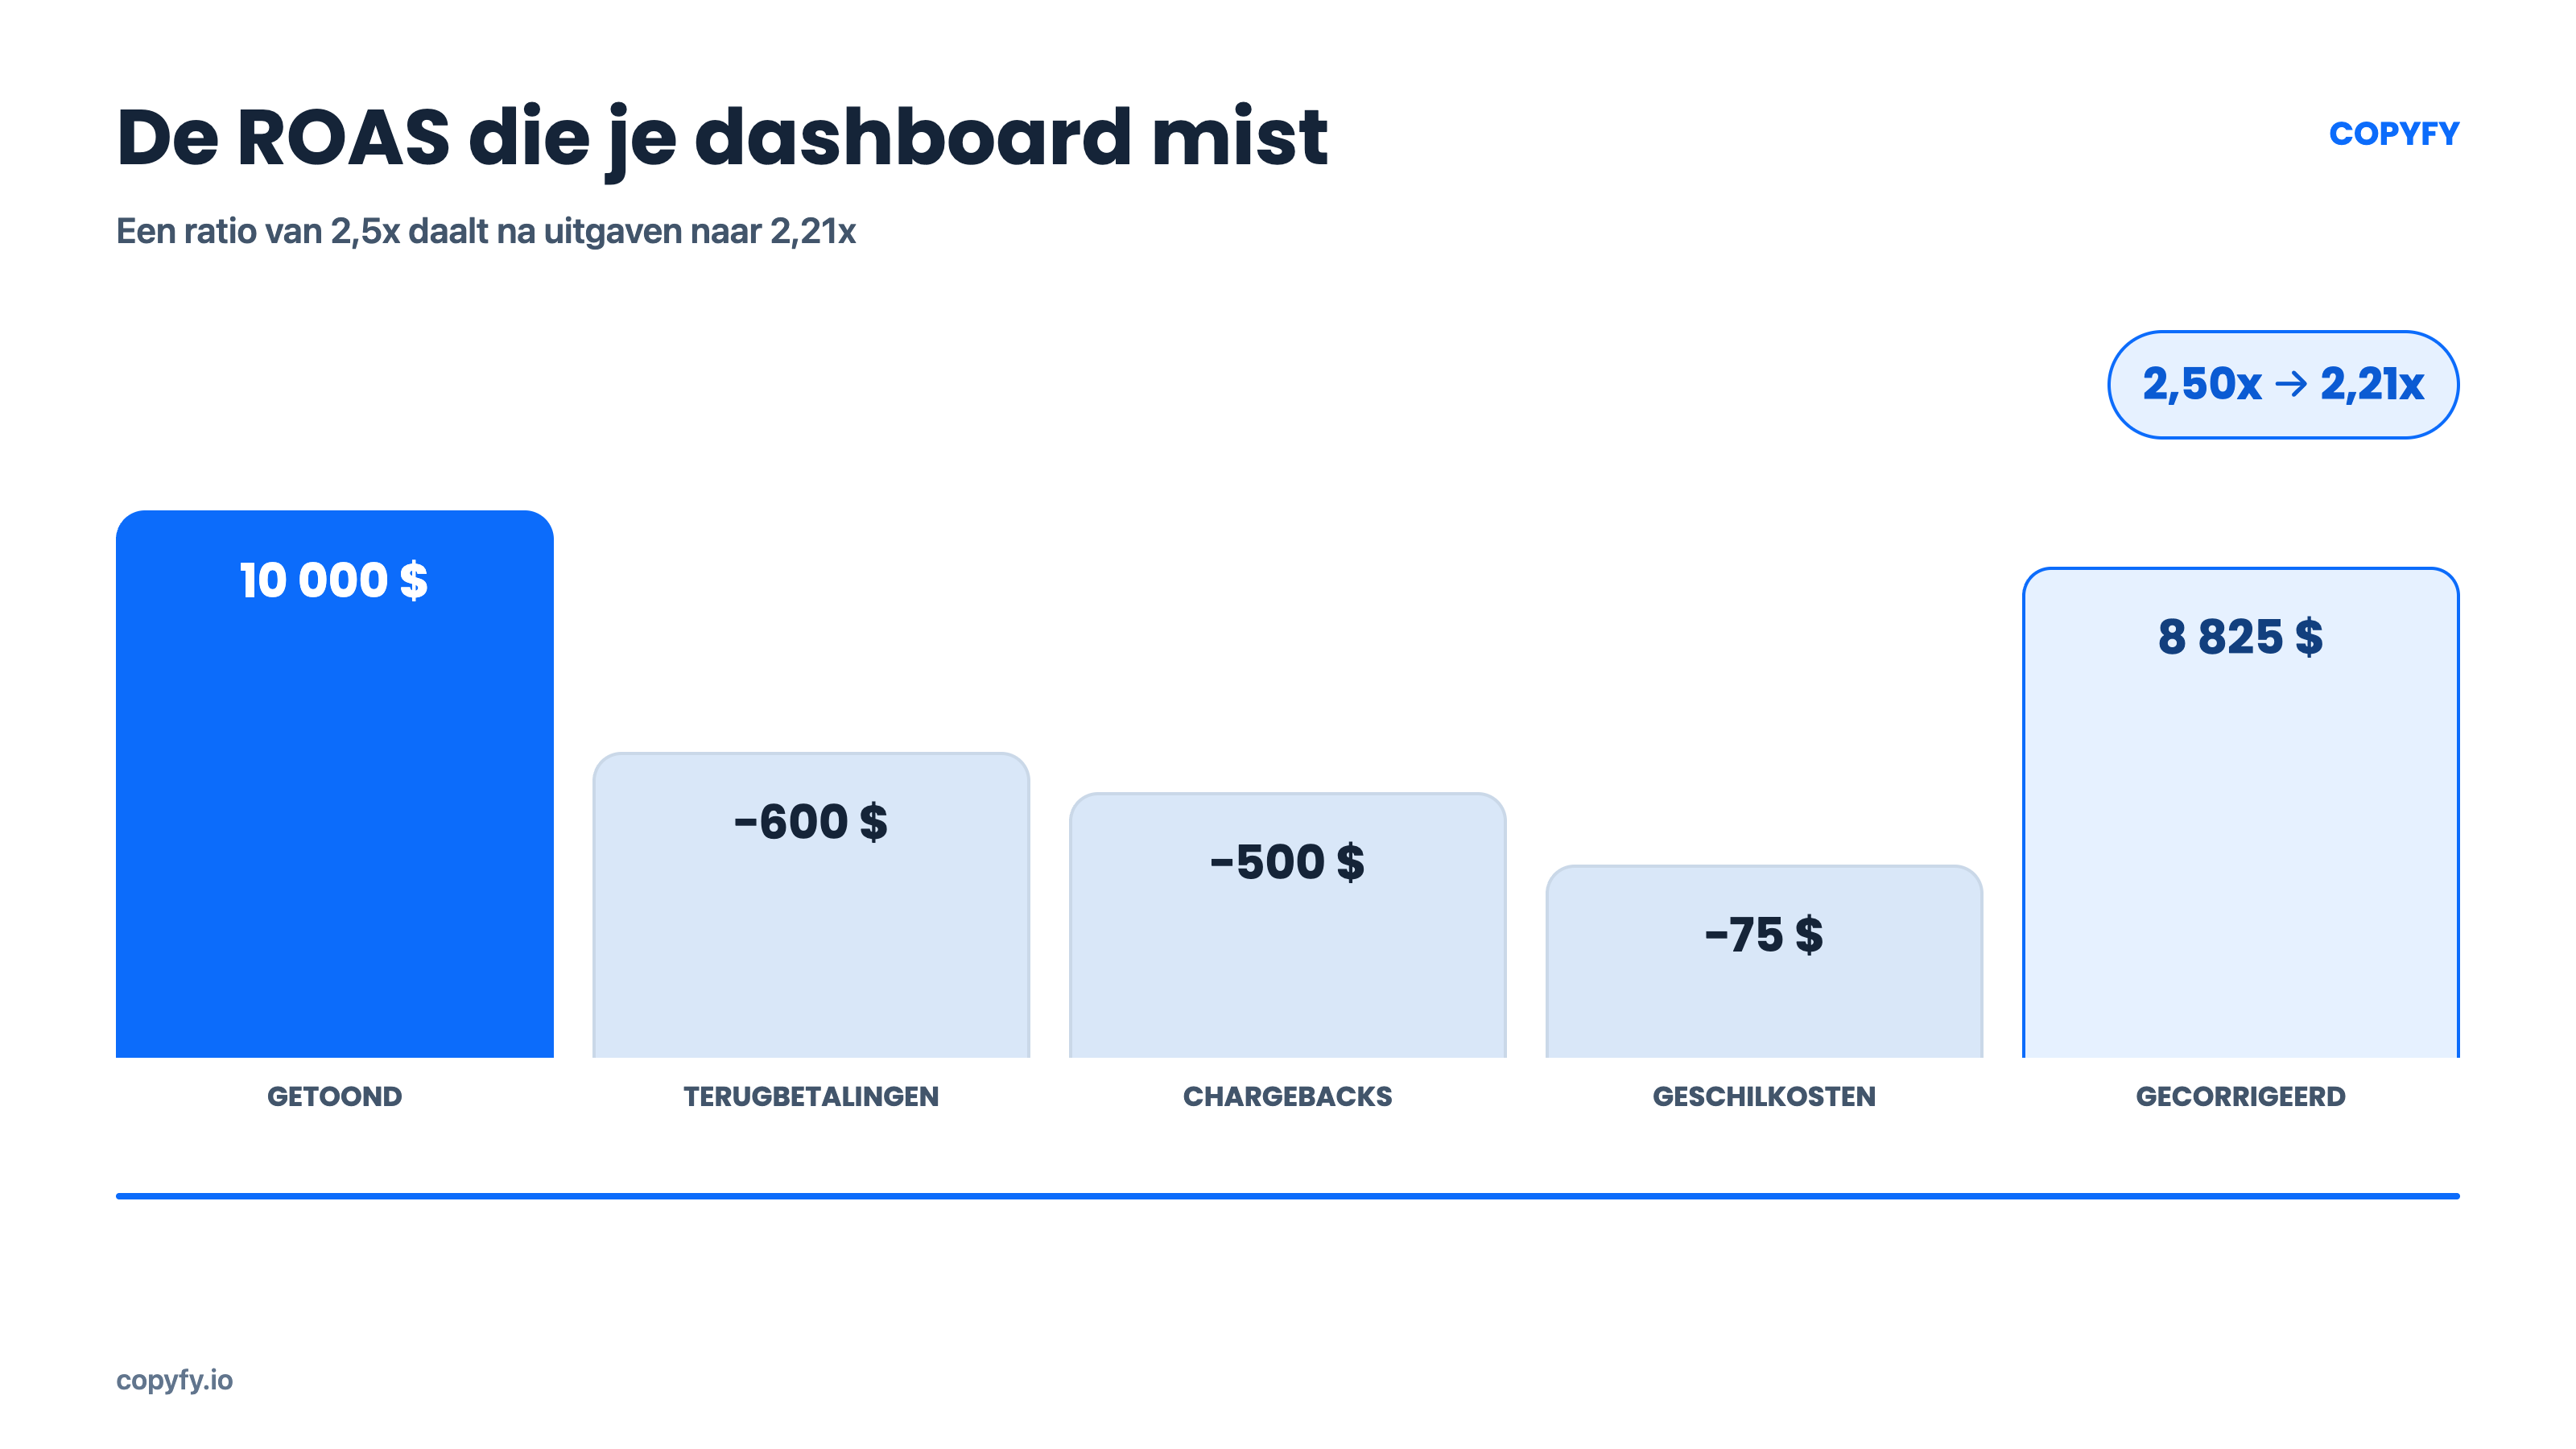 De ROAS die je dashboard mist
COPYFY
Een ratio van 2,5x daalt na uitgaven naar 2,21x
2,50x → 2,21x
10 000 $
−600 $
−500 $
−75 $
8 825 $
GETOOND
TERUGBETALINGEN
CHARGEBACKS
GESCHILKOSTEN
GECORRIGEERD
copyfy.io